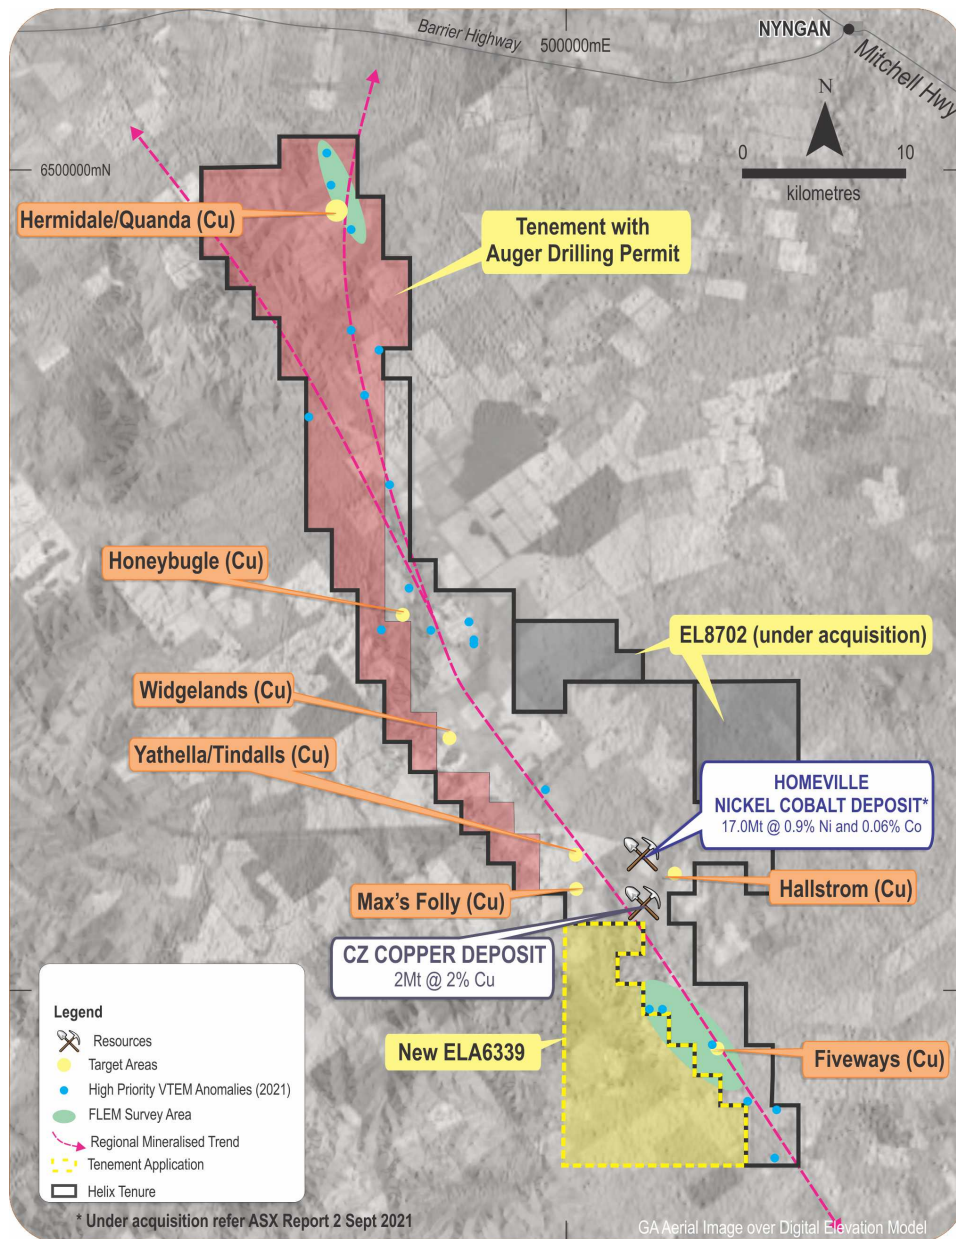 Barrier Highway
500000mE
NYNGAN
Mitchell Hwy
N
0 10
kilometres
6500000mN
Hermidale/Quanda (Cu)
Tenement with
Auger Drilling Permit
Honeybugle (Cu)
EL8702 (under acquisition)
Widgelands (Cu)
Yathella/Tindalls (Cu)
HOMEVILLE
NICKEL COBALT DEPOSIT*
17.0Mt @ 0.9% Ni and 0.06% Co
Max's Folly (Cu)
Hallstrom (Cu)
CZ COPPER DEPOSIT
2Mt @ 2% Cu
New ELA6339
Fiveways (Cu)
Legend
Resources
Target Areas
High Priority VTEM Anomalies (2021)
FLEM Survey Area
Regional Mineralised Trend
Tenement Application
Helix Tenure
* Under acquisition refer ASX Report 2 Sept 2021
GA Aerial Image over Digital Elevation Model